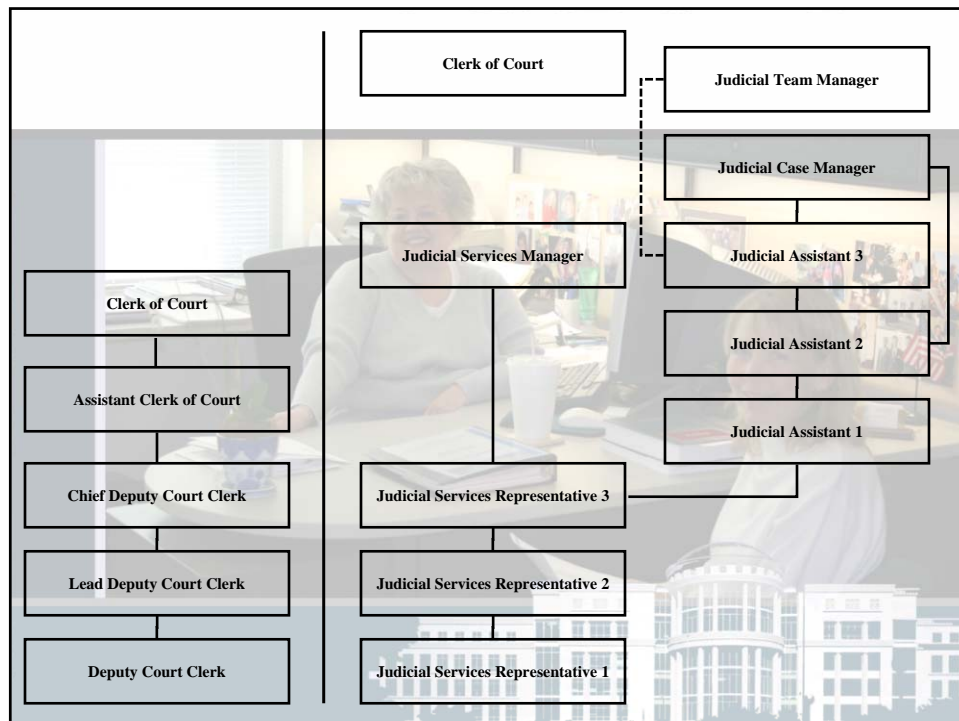 Clerk of Court
Assistant Clerk of Court
Chief Deputy Court Clerk
Lead Deputy Court Clerk
Deputy Court Clerk
Clerk of Court
Judicial Services Manager
Judicial Services Representative 3
Judicial Services Representative 2
Judicial Services Representative 1
Judicial Team Manager
Judicial Case Manager
Judicial Assistant 3
Judicial Assistant 2
Judicial Assistant 1